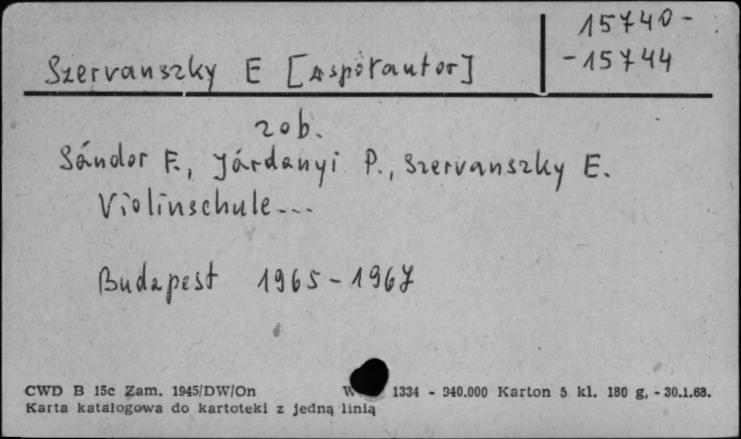 15740 -
Szervanszky E [współautor] - 15744
zob.
Sándor F., Járdányi P., Szervanszky E.
Violinschule...
Budapest 1965 - 1967
CWD B 15c Zam. 1945/DW/On 1334 - 940.000 Karton 5 kl. 180 g. - 30.1.68.
Karta katalogowa do kartoteki z jedną linią